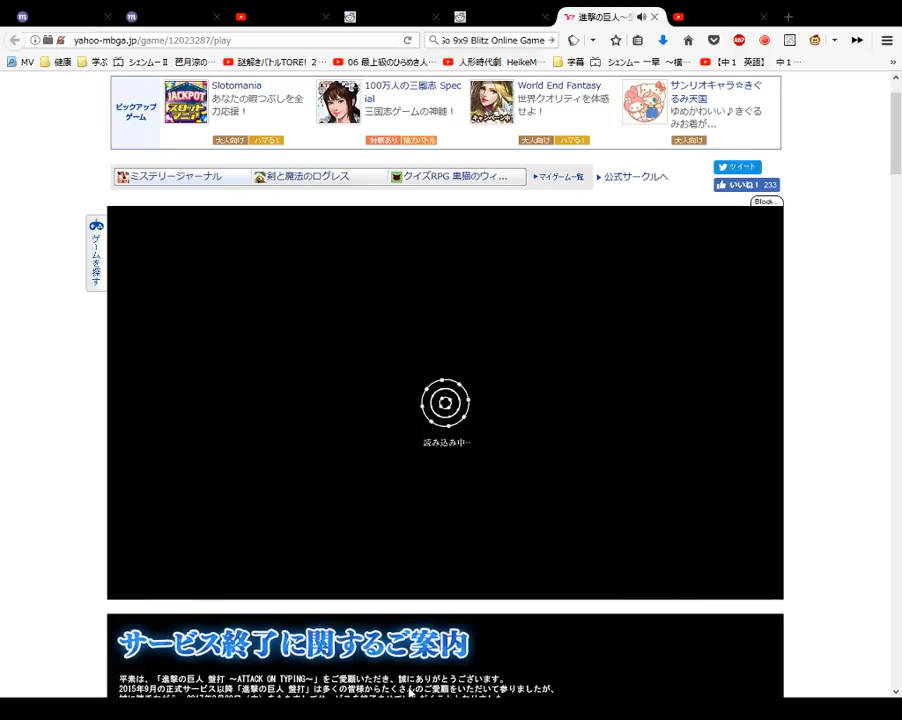 進撃の巨人～
yahoo-mbga.jp/game/12023287/play
Go 9x9 Blitz Online Game
MV
健康
学ぶ
シェンムーⅡ 芭月涼の…
謎解きバトルTORE! 2…
06 最上級のひらめき人…
人形時代劇 HeikeM…
字幕
シェンムー 一章 ～横…
【中１ 英語】 中1…
ピックアップ
ゲーム
Slotomania
あなたの暇つぶしを全
力応援！
大人向け ハマる！
100万人の三國志 Spec
ial
三国志ゲームの神髄！
対戦あり 協力バトル
World End Fantasy
世界クオリティを体感
せよ！
大人向け ハマる！
サンリオキャラ☆きぐ
るみ天国
ゆめかわいい♪きぐる
みお着が...
大人向け
ミステリージャーナル
剣と魔法のログレス
クイズRPG 黒猫のウィ...
マイゲーム一覧
公式サークルへ
ツイート
いいね！ 233
Block...
ゲームを探す
読み込み中‥
サービス終了に関するご案内
平素は、「進撃の巨人 盤打 ～ATTACK ON TYPING～」をご愛顧いただき、誠にありがとうございます。
2015年9月の正式サービス以降「進撃の巨人 盤打」は多くの皆様からたくさんのご愛顧をいただいて参りましたが、